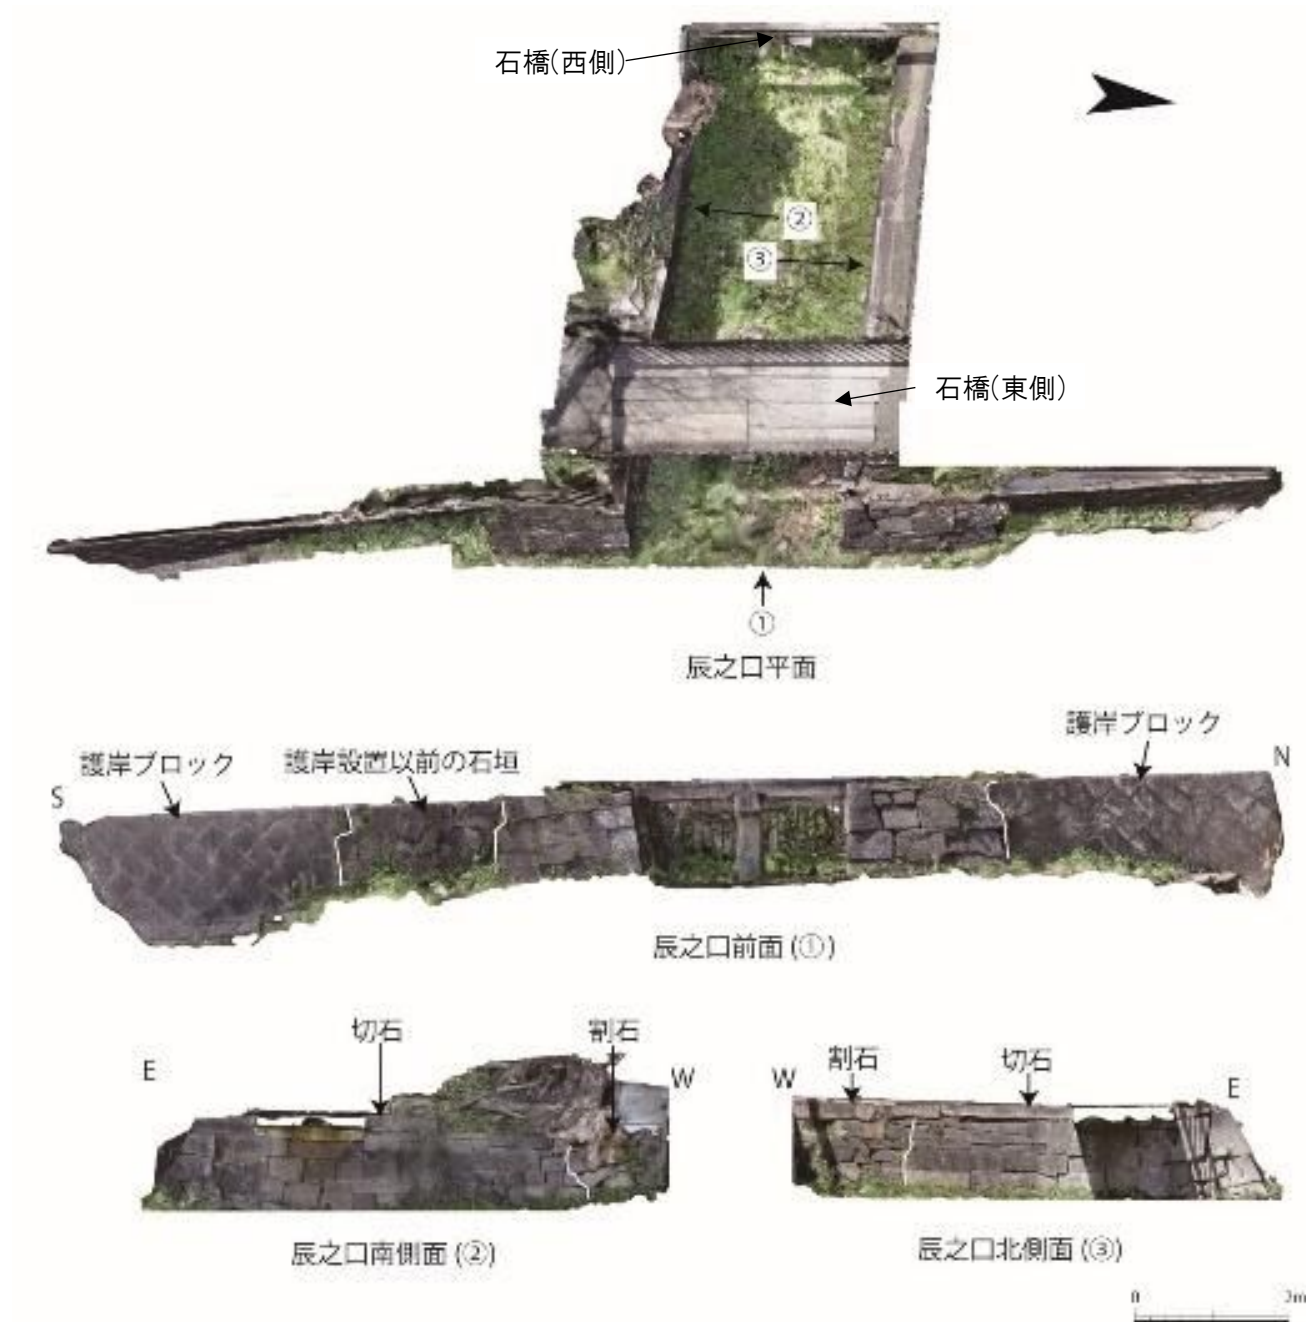 石橋(西側)
②
③
石橋(東側)
①
辰之口平面
護岸ブロック
護岸ブロック
護岸設置以前の石垣
S
N
辰之口前面 (①)
切石
割石
E
W
辰之口南側面 (②)
割石
切石
W
E
辰之口北側面 (③)
0
2m